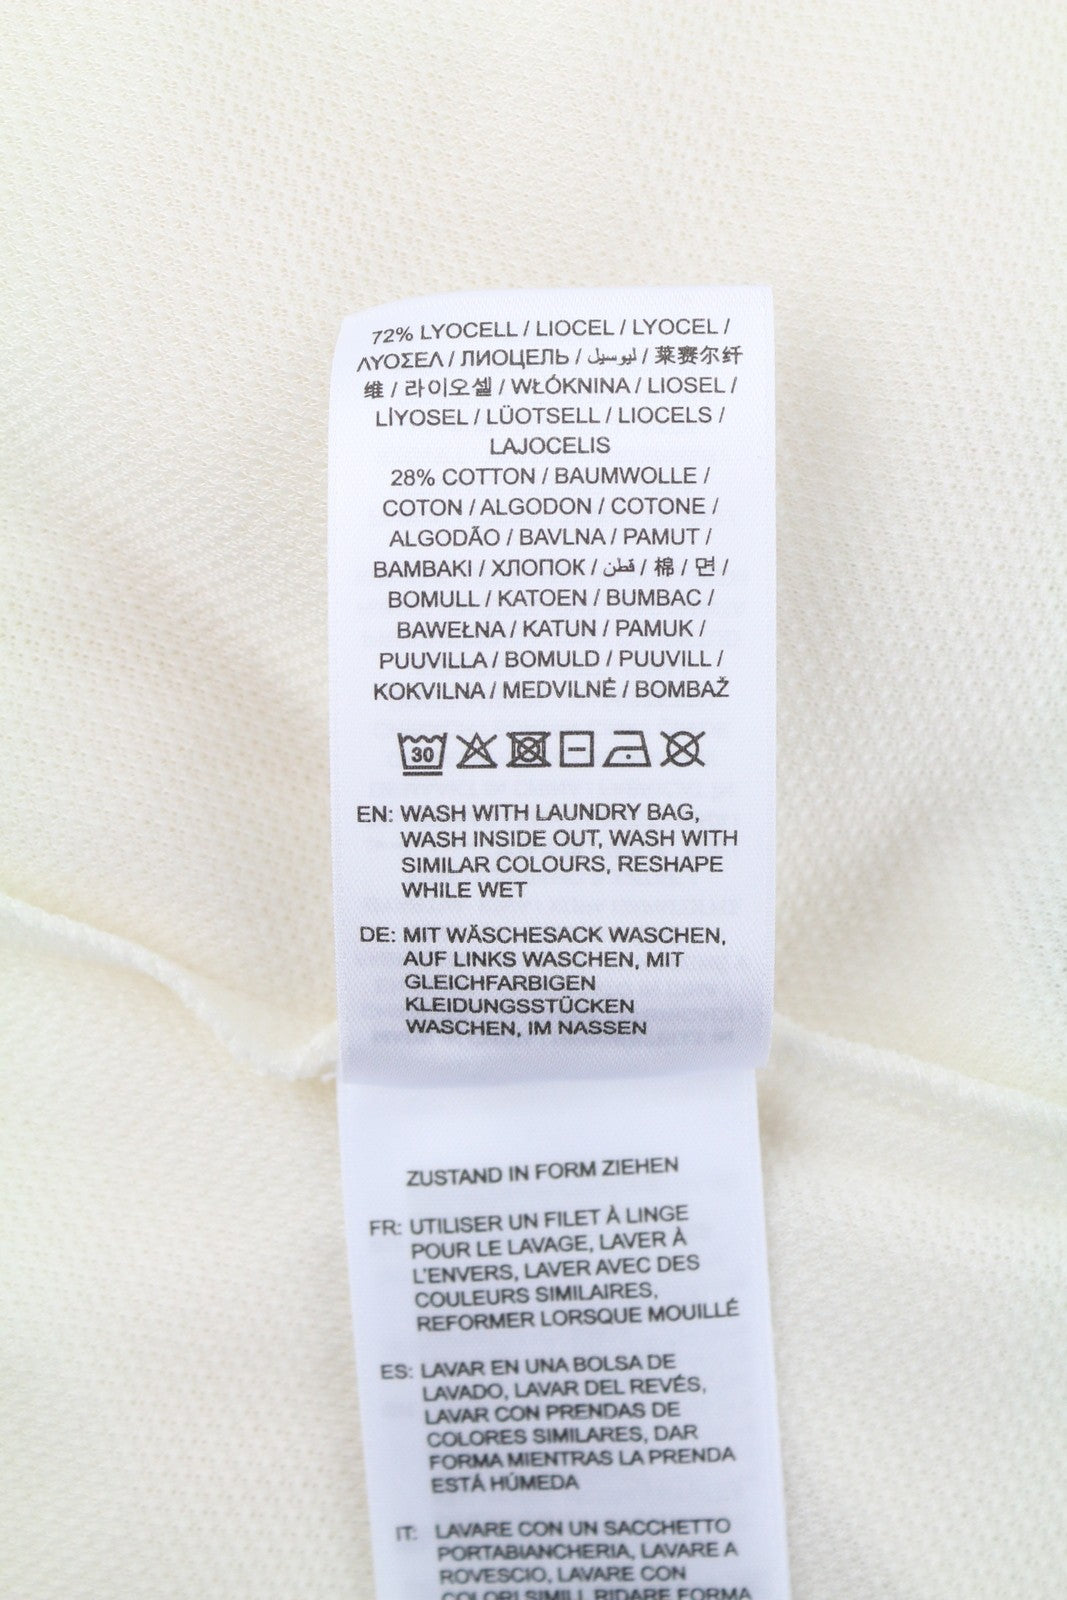 72% LYOCELL / LIOCEL / LYOCEL /
ΛΥΟΣΕΛ / ЛИОЦЕЛЬ / ليوسيل / 莱赛尔纤
维 / 라이오셀 / WŁÓKNINA / LIOSEL /
LİYOSEL / LÜOTSELL / LIOCELS /
LAJOCELIS
28% COTTON / BAUMWOLLE /
COTON / ALGODON / COTONE /
ALGODÃO / BAVLNA / PAMUT /
BAMBAKI / ХЛОПОК / قطن / 棉 / 면 /
BOMULL / KATOEN / BUMBAC /
BAWEŁNA / KATUN / PAMUK /
PUUVILLA / BOMULD / PUUVILL /
KOKVILNA / MEDVILNĖ / BOMBAŽ
30
EN: WASH WITH LAUNDRY BAG,
WASH INSIDE OUT, WASH WITH
SIMILAR COLOURS, RESHAPE
WHILE WET
DE: MIT WÄSCHESACK WASCHEN,
AUF LINKS WASCHEN, MIT
GLEICHFARBIGEN
KLEIDUNGSSTÜCKEN
WASCHEN, IM NASSEN
ZUSTAND IN FORM ZIEHEN
FR: UTILISER UN FILET À LINGE
POUR LE LAVAGE, LAVER À
L'ENVERS, LAVER AVEC DES
COULEURS SIMILAIRES,
REFORMER LORSQUE MOUILLÉ
ES: LAVAR EN UNA BOLSA DE
LAVADO, LAVAR DEL REVÉS,
LAVAR CON PRENDAS DE
COLORES SIMILARES, DAR
FORMA MIENTRAS LA PRENDA
ESTÁ HÚMEDA
IT: LAVARE CON UN SACCHETTO
PORTABIANCHERIA, LAVARE A
ROVESCIO, LAVARE CON
COLORI SIMILI, RIDARE FORMA